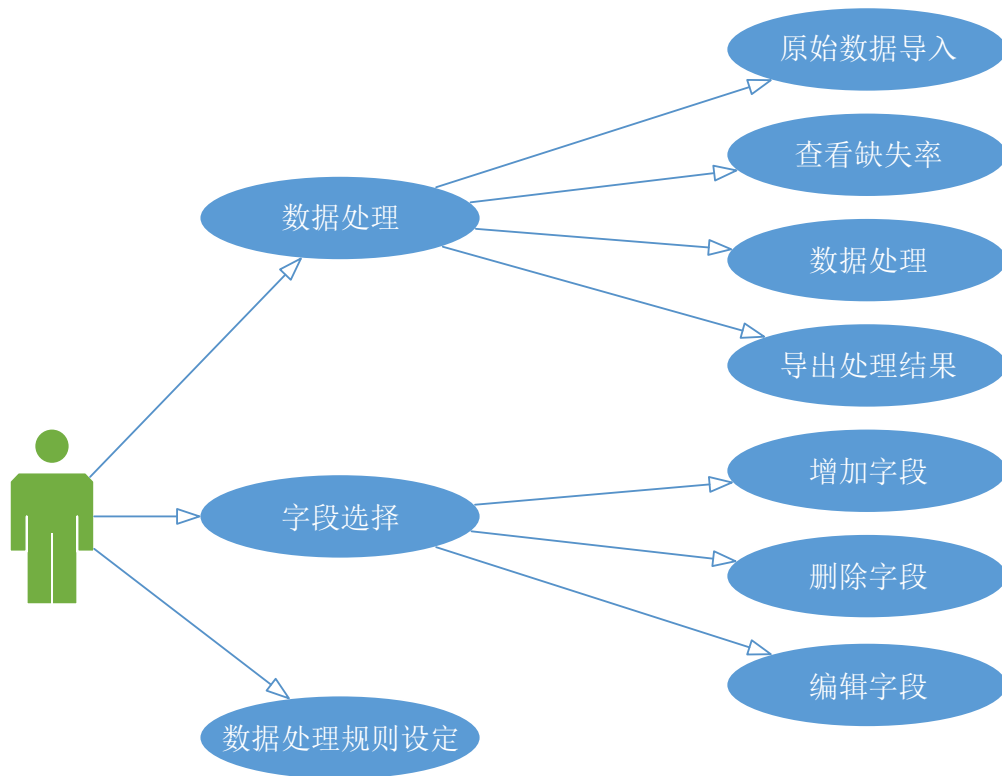 原始数据导入
查看缺失率
数据处理
数据处理
导出处理结果
增加字段
字段选择
删除字段
编辑字段
数据处理规则设定